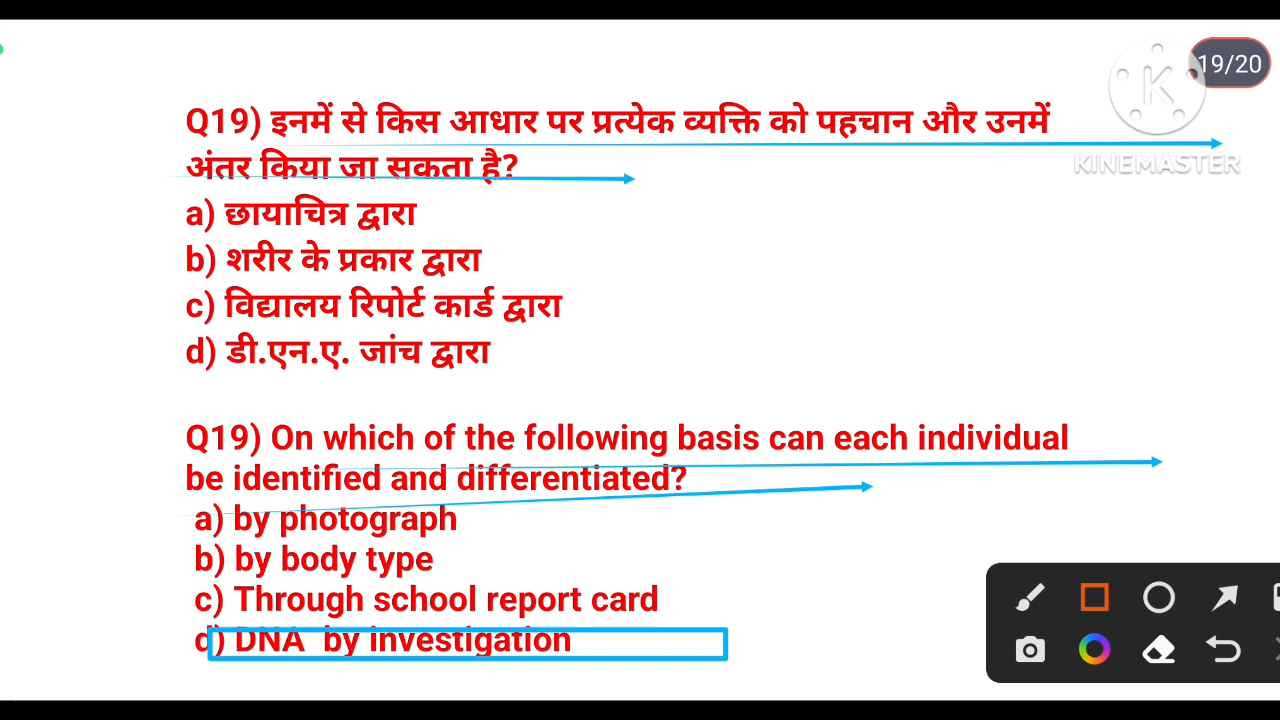 19/20
KINEMASTER
Q19) इनमें से किस आधार पर प्रत्येक व्यक्ति को पहचान और उनमें
अंतर किया जा सकता है?
a) छायाचित्र द्वारा
b) शरीर के प्रकार द्वारा
c) विद्यालय रिपोर्ट कार्ड द्वारा
d) डी.एन.ए. जांच द्वारा
Q19) On which of the following basis can each individual
be identified and differentiated?
a) by photograph
b) by body type
c) Through school report card
d) DNA by investigation